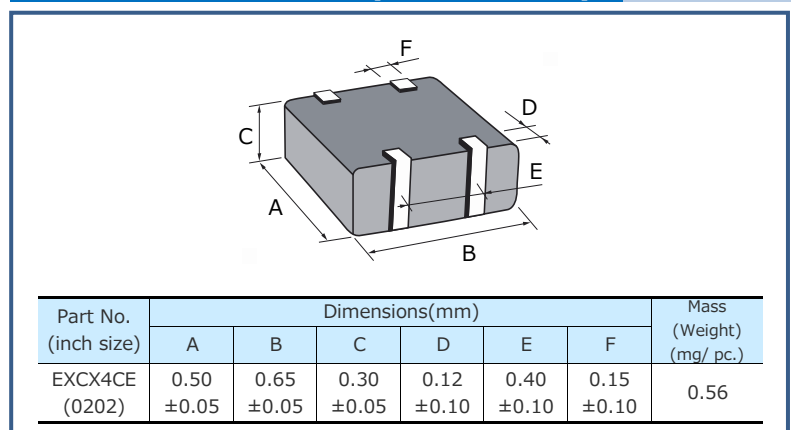 F
D
C
E
A
B
Part No.
(inch size)
Dimensions(mm)
Mass
(Weight)
(mg/ pc.)
A B C D E F
EXCX4CE
(0202)
0.50
±0.05
0.65
±0.05
0.30
±0.05
0.12
±0.10
0.40
±0.10
0.15
±0.10
0.56